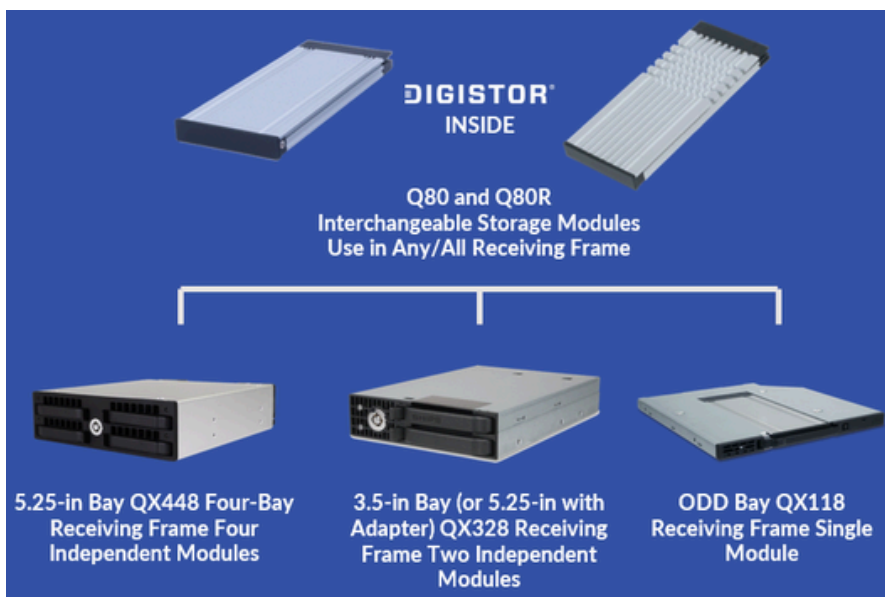 DIGISTOR®
INSIDE
Q80 and Q80R
Interchangeable Storage Modules
Use in Any/All Receiving Frame
5.25-in Bay QX448 Four-Bay
Receiving Frame Four
Independent Modules
3.5-in Bay (or 5.25-in with
Adapter) QX328 Receiving
Frame Two Independent
Modules
ODD Bay QX118
Receiving Frame Single
Module